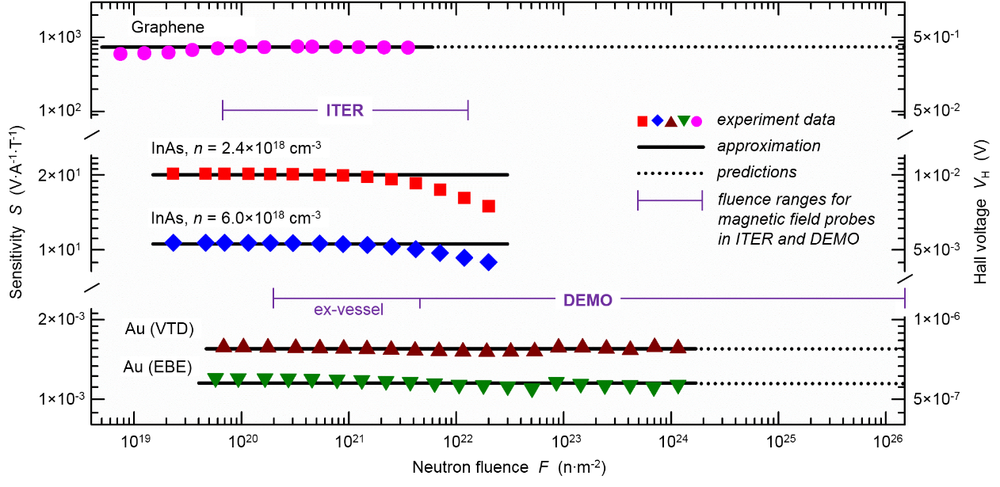 Graphene
1×10³
5×10⁻¹
ITER
1×10²
5×10⁻²
experiment data
approximation
predictions
fluence ranges for
magnetic field probes
in ITER and DEMO
InAs, n = 2.4×10¹⁸ cm⁻³
2×10¹
1×10⁻²
InAs, n = 6.0×10¹⁸ cm⁻³
1×10¹
5×10⁻³
Sensitivity S (V·A⁻¹·T⁻¹)
Hall voltage V_H (V)
DEMO
ex-vessel
2×10⁻³
1×10⁻⁶
Au (VTD)
Au (EBE)
1×10⁻³
5×10⁻⁷
10¹⁹ 10²⁰ 10²¹ 10²² 10²³ 10²⁴ 10²⁵ 10²⁶
Neutron fluence F (n·m⁻²)